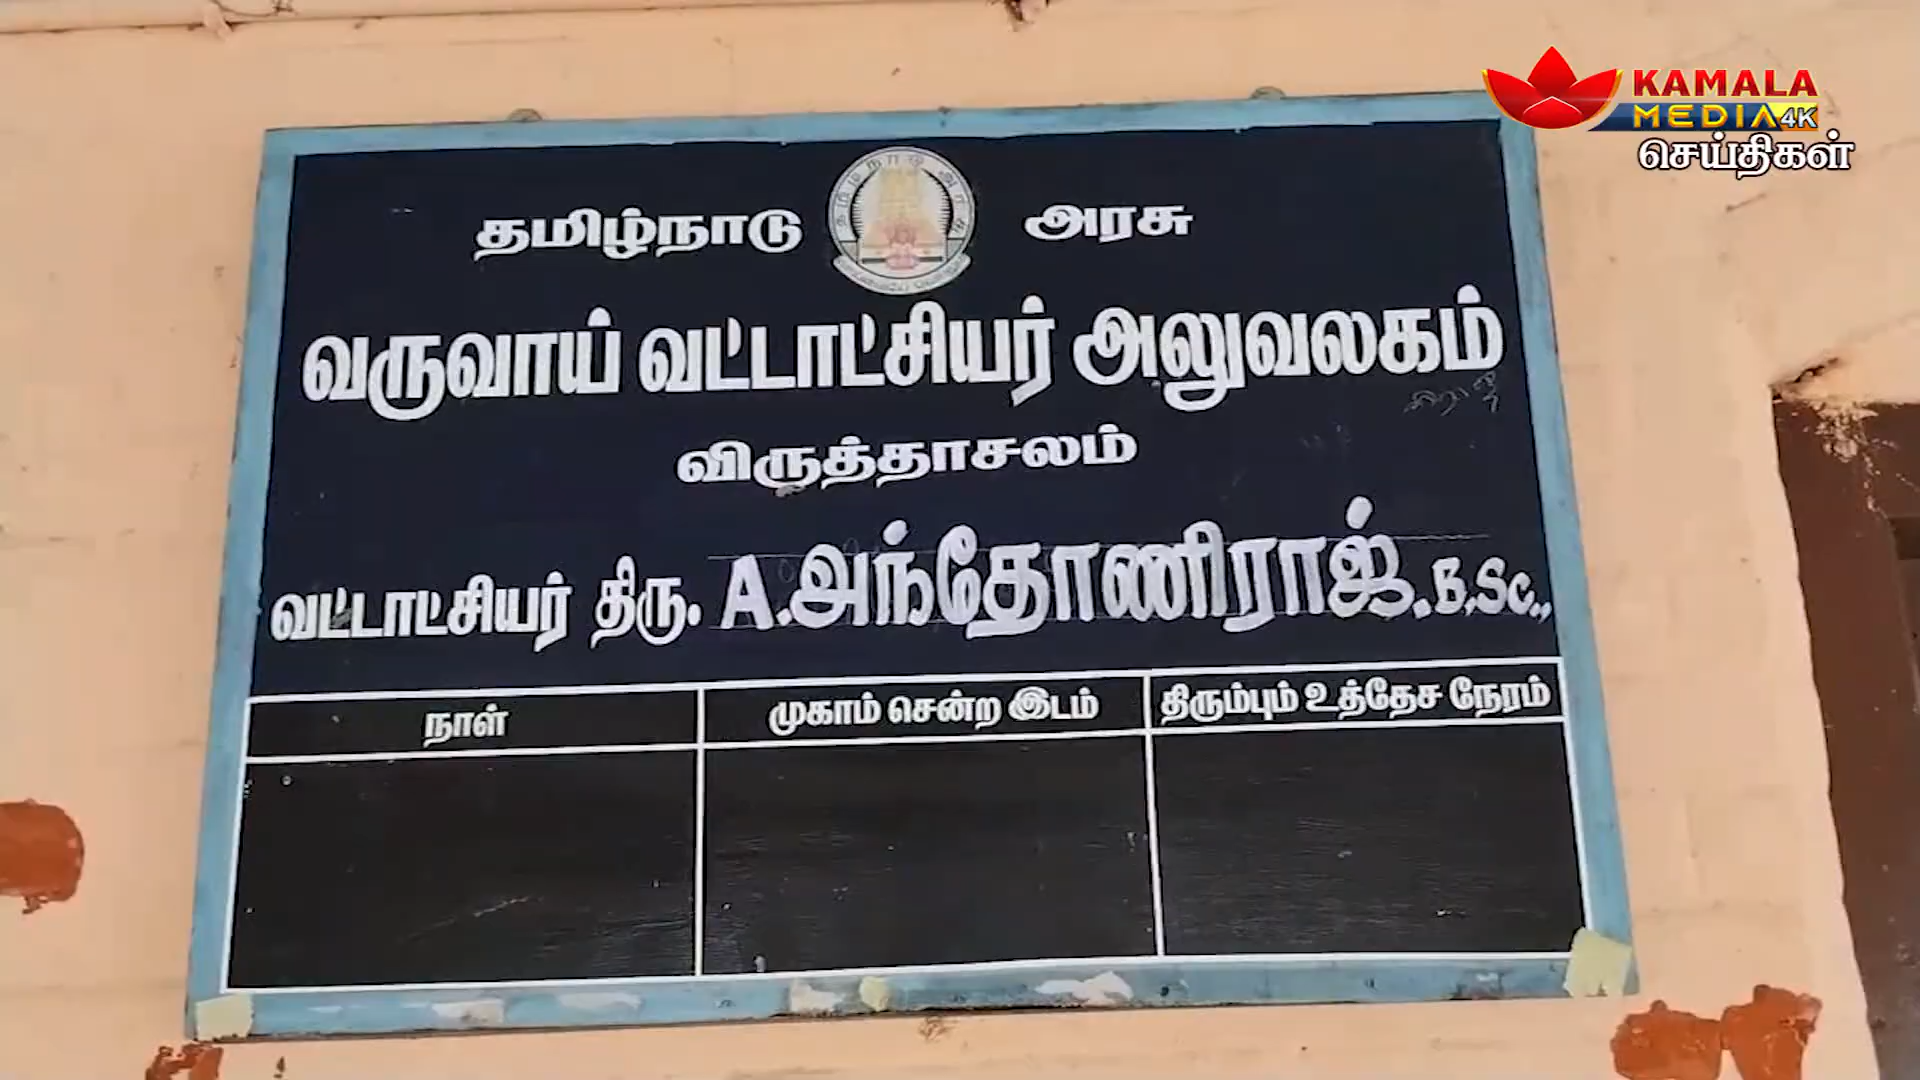 KAMALA
MEDIA 4K
செய்திகள்
தமிழ்நாடு அரசு
வருவாய் வட்டாட்சியர் அலுவலகம்
விருத்தாசலம்
வட்டாட்சியர் திரு. A.அந்தோணிராஜ்.B,Sc.,
நாள் முகாம் சென்ற இடம் திரும்பும் உத்தேச நேரம்